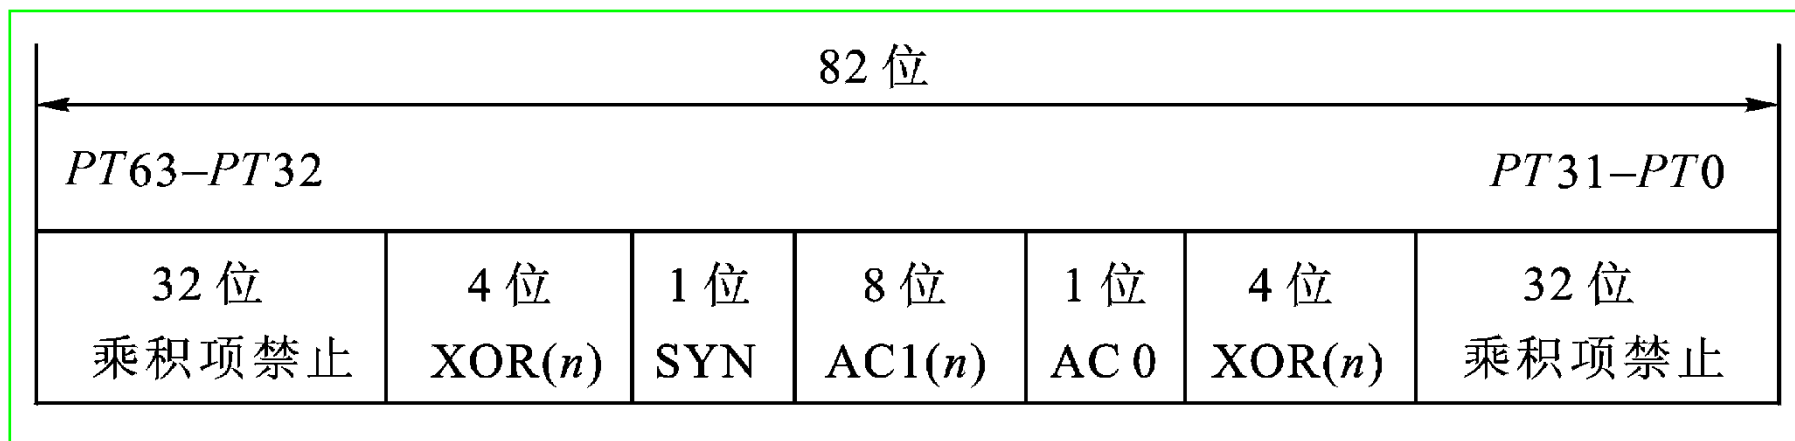 82 位
PT63–PT32
PT31–PT0
32 位 4 位 1 位 8 位 1 位 4 位 32 位
乘积项禁止 XOR(n) SYN AC1(n) AC 0 XOR(n) 乘积项禁止